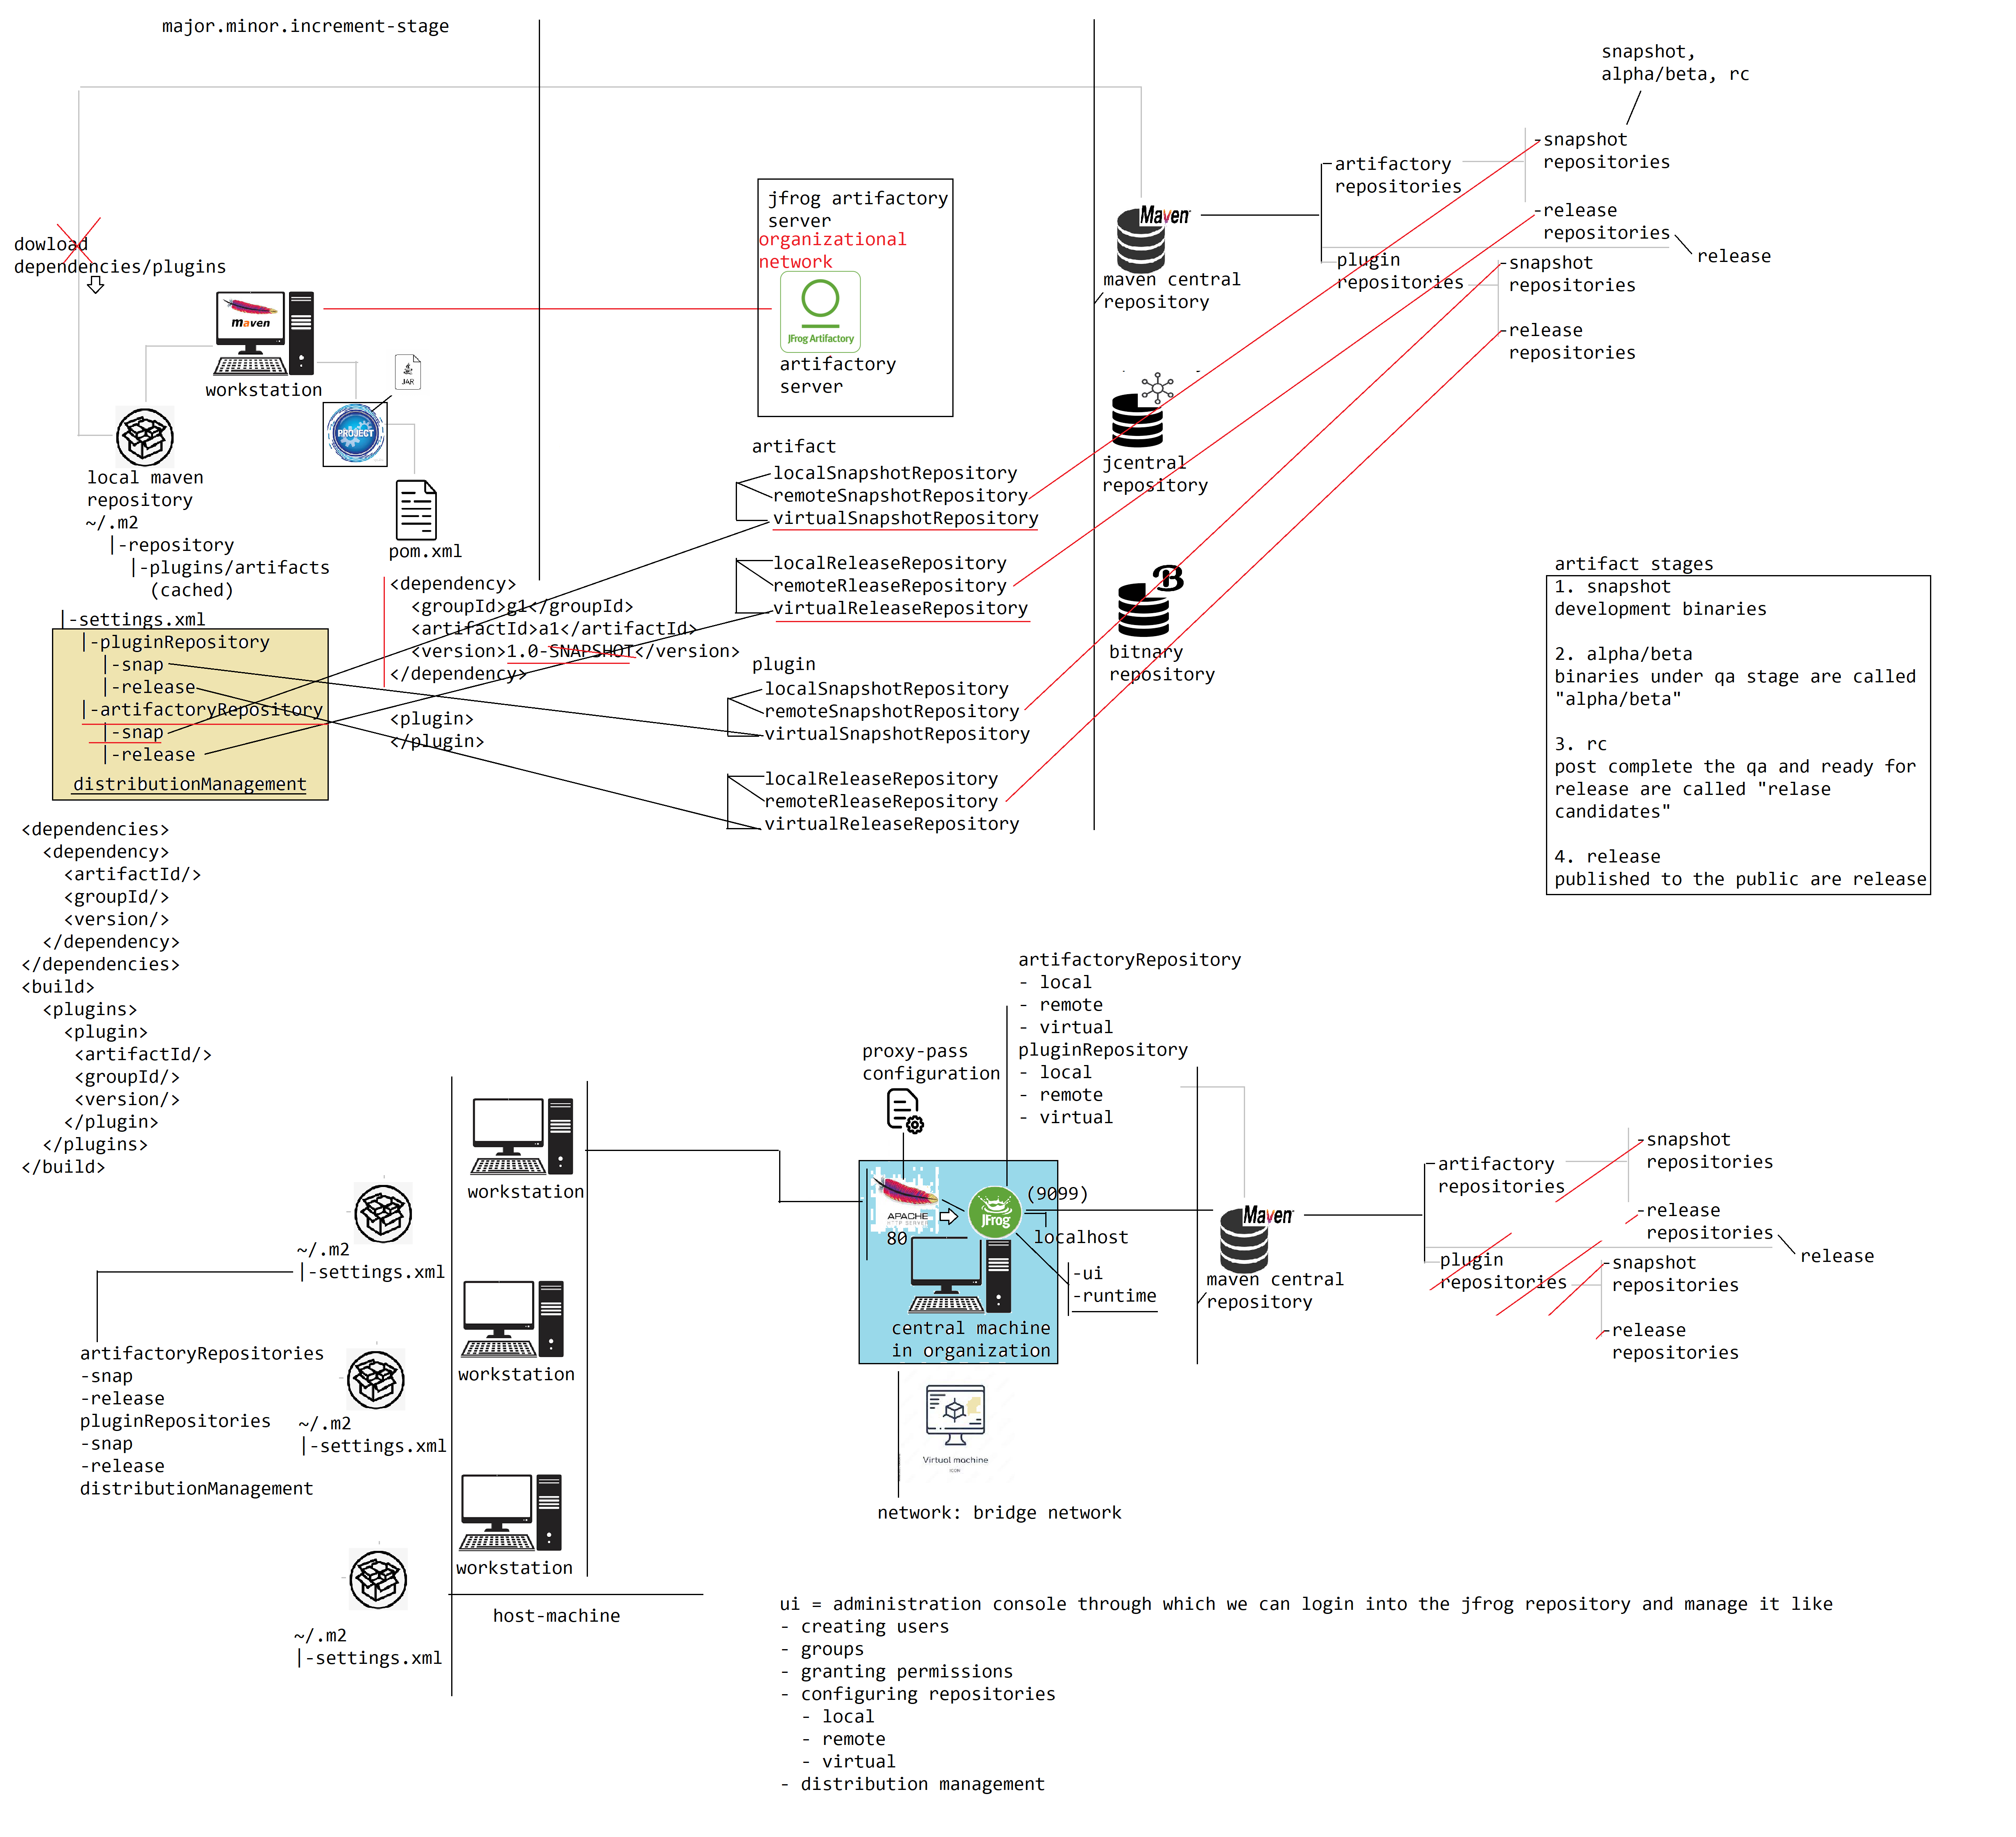 major.minor.increment-stage
snapshot,
alpha/beta, rc
-snapshot
repositories
-artifactory
repositories
-release
repositories
release
-plugin
repositories
-snapshot
repositories
-release
repositories
dowload
dependencies/plugins
maven
workstation
JAR
PROJECT
local maven
repository
~/.m2
|-repository
|-plugins/artifacts
(cached)
|-settings.xml
|-pluginRepository
|-snap
|-release
|-artifactoryRepository
|-snap
|-release
distributionManagement
pom.xml
<dependency>
<groupId>g1</groupId>
<artifactId>a1</artifactId>
<version>1.0-SNAPSHOT</version>
</dependency>
<plugin>
</plugin>
jfrog artifactory
server
organizational
network
JFrog Artifactory
artifactory
server
artifact
localSnapshotRepository
remoteSnapshotRepository
virtualSnapshotRepository
localReleaseRepository
remoteRleaseRepository
virtualReleaseRepository
plugin
localSnapshotRepository
remoteSnapshotRepository
virtualSnapshotRepository
localReleaseRepository
remoteRleaseRepository
virtualReleaseRepository
Maven
maven central
repository
jcentral
repository
B
bitnary
repository
artifact stages
1. snapshot
development binaries
2. alpha/beta
binaries under qa stage are called
"alpha/beta"
3. rc
post complete the qa and ready for
release are called "relase
candidates"
4. release
published to the public are release
<dependencies>
<dependency>
<artifactId/>
<groupId/>
<version/>
</dependency>
</dependencies>
<build>
<plugins>
<plugin>
<artifactId/>
<groupId/>
<version/>
</plugin>
</plugins>
</build>
~/.m2
|-settings.xml
~/.m2
|-settings.xml
~/.m2
|-settings.xml
artifactoryRepositories
-snap
-release
pluginRepositories
-snap
-release
distributionManagement
workstation
workstation
workstation
host-machine
proxy-pass
configuration
artifactoryRepository
- local
- remote
- virtual
pluginRepository
- local
- remote
- virtual
APACHE
HTTP SERVER
80
JFrog
(9099)
localhost
-ui
-runtime
central machine
in organization
Virtual machine
ICON
network: bridge network
Maven
maven central
repository
-artifactory
repositories
-snapshot
repositories
-release
repositories
release
-plugin
repositories
-snapshot
repositories
-release
repositories
ui = administration console through which we can login into the jfrog repository and manage it like
- creating users
- groups
- granting permissions
- configuring repositories
- local
- remote
- virtual
- distribution management